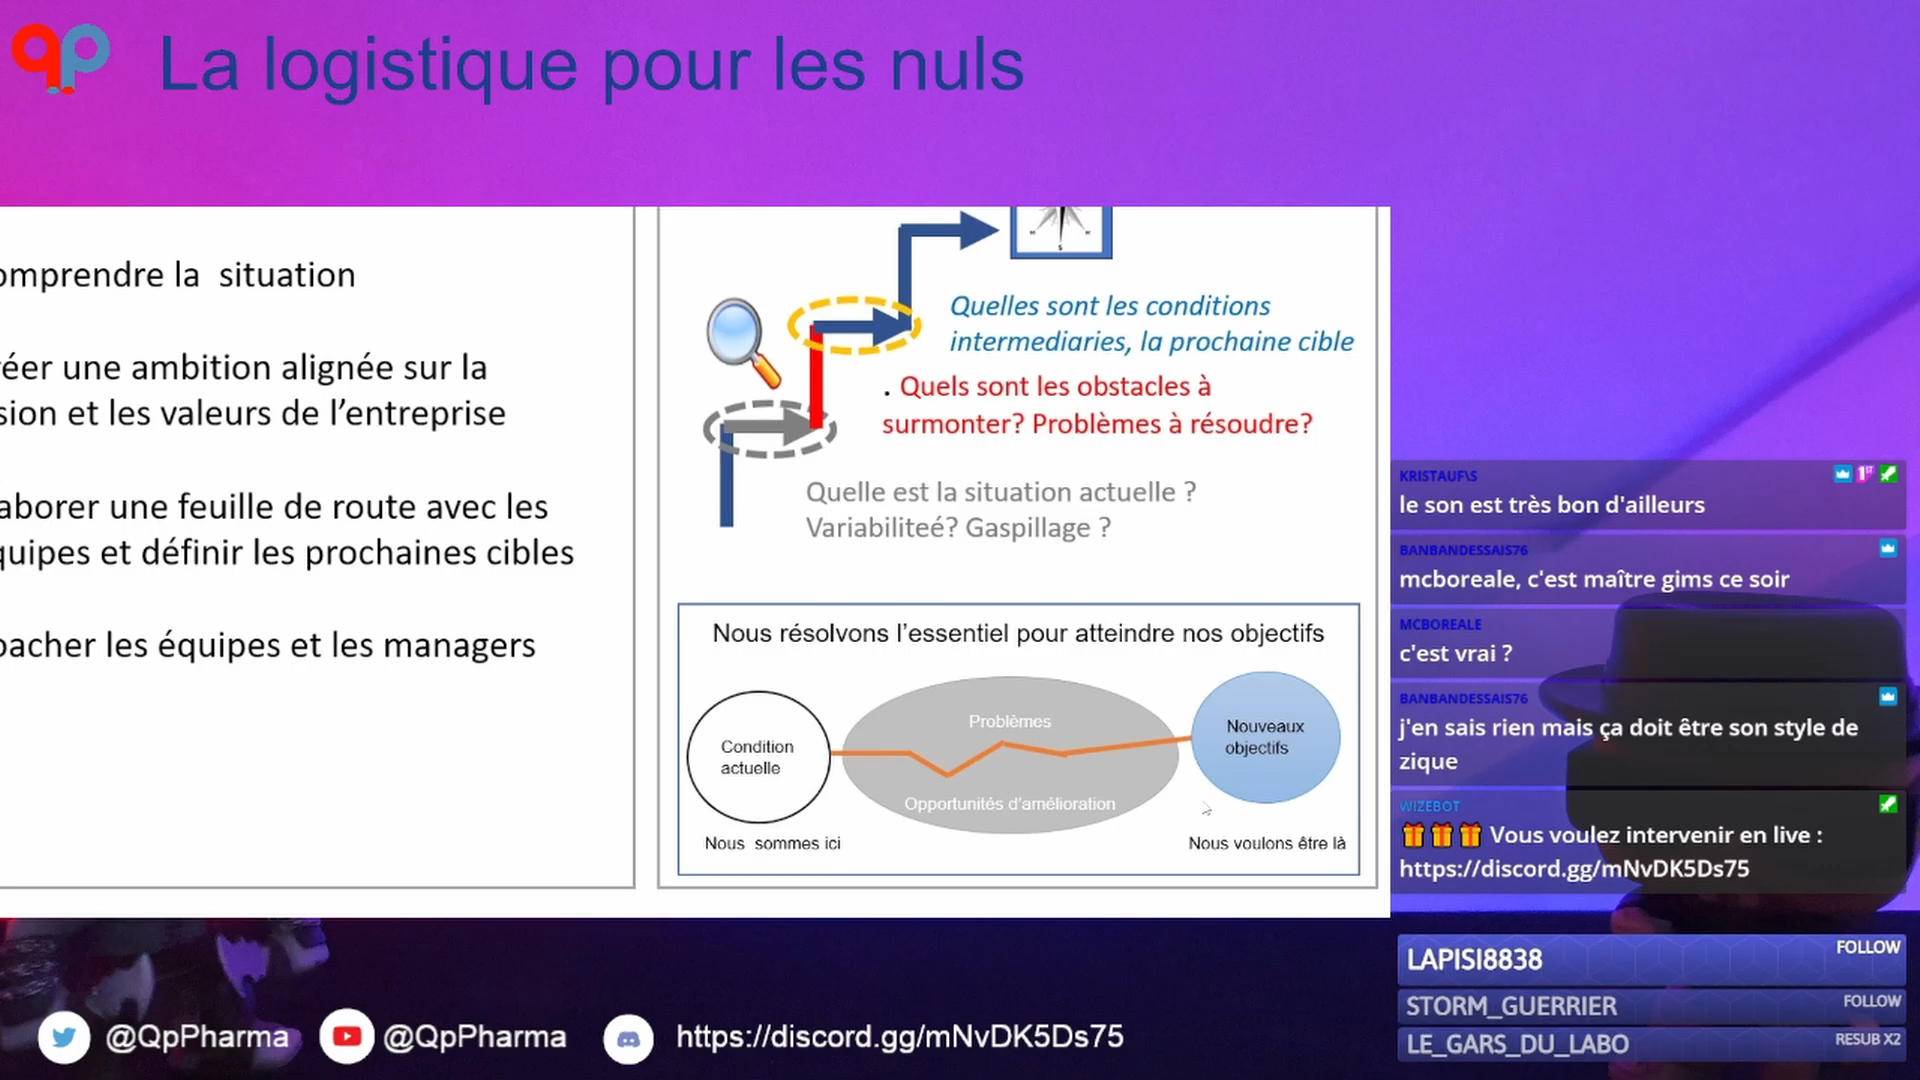 qp La logistique pour les nuls
omprendre la situation
réer une ambition alignée sur la
sion et les valeurs de l’entreprise
aborer une feuille de route avec les
quipes et définir les prochaines cibles
oacher les équipes et les managers
S
Quelles sont les conditions
intermediaries, la prochaine cible
. Quels sont les obstacles à
surmonter? Problèmes à résoudre?
Quelle est la situation actuelle ?
Variabiliteé? Gaspillage ?
Nous résolvons l’essentiel pour atteindre nos objectifs
Condition
actuelle
Problèmes
Opportunités d’amélioration
Nouveaux
objectifs
Nous sommes ici
Nous voulons être là
KRISTAUF\S
1ST
le son est très bon d'ailleurs
BANBANDESSAIS76
mcboreale, c'est maître gims ce soir
MCBOREALE
c'est vrai ?
BANBANDESSAIS76
j'en sais rien mais ça doit être son style de
zique
WIZEBOT
Vous voulez intervenir en live :
https://discord.gg/mNvDK5Ds75
LAPISI8838 FOLLOW
STORM_GUERRIER FOLLOW
LE_GARS_DU_LABO RESUB X2
@QpPharma @QpPharma https://discord.gg/mNvDK5Ds75